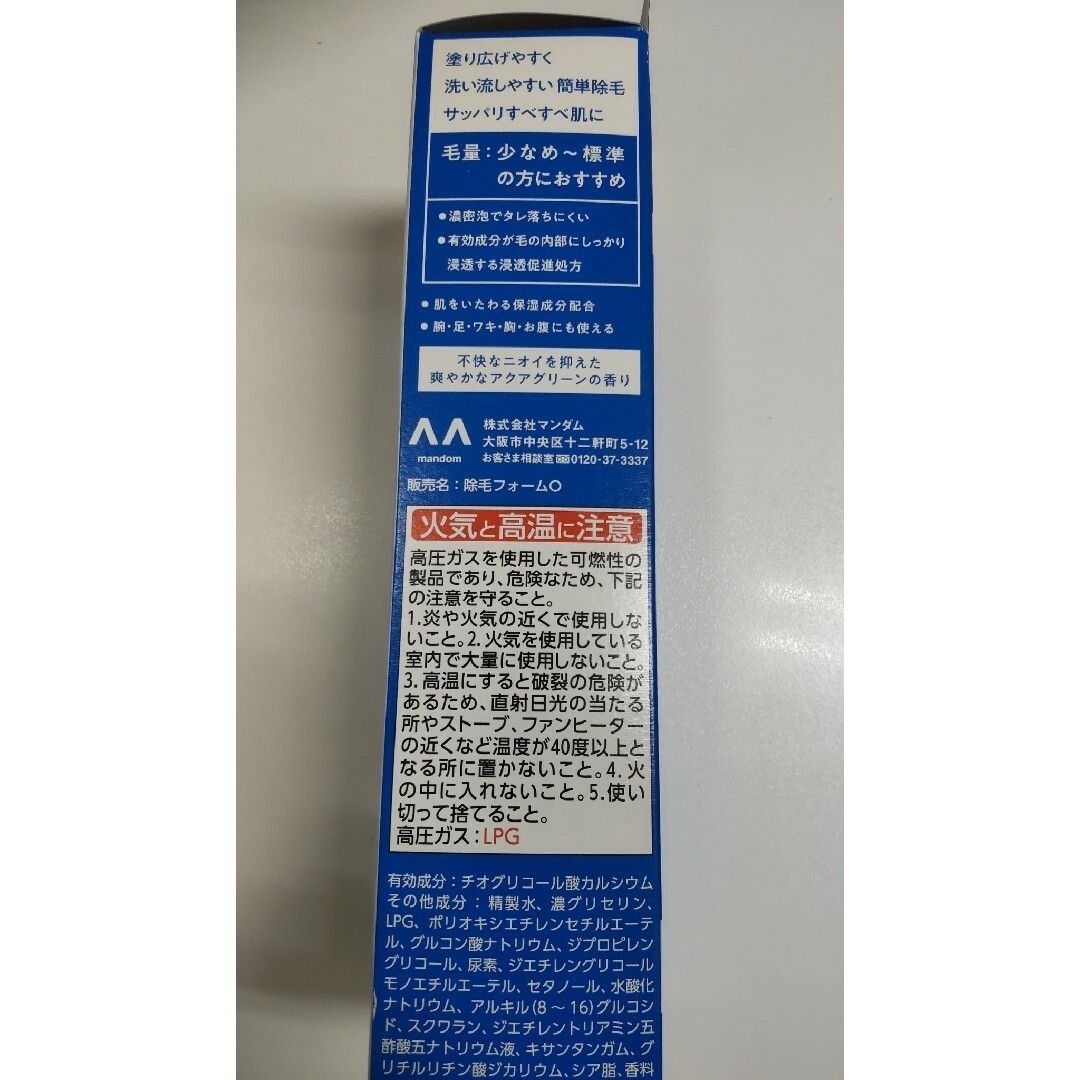 塗り広げやすく
洗い流しやすい 簡単除毛
サッパリすべすべ肌に
毛量：少なめ～標準
の方におすすめ
●濃密泡でタレ落ちにくい
●有効成分が毛の内部にしっかり
浸透する浸透促進処方
● 肌をいたわる保湿成分配合
● 腕・足・ワキ・胸・お腹にも使える
不快なニオイを抑えた
爽やかなアクアグリーンの香り
株式会社マンダム
大阪市中央区十二軒町5-12
mandom お客さま相談室 0120-37-3337
販売名：除毛フォームO
火気と高温に注意
高圧ガスを使用した可燃性の
製品であり、危険なため、下記
の注意を守ること。
1.炎や火気の近くで使用しな
いこと。2.火気を使用している
室内で大量に使用しないこと。
3.高温にすると破裂の危険が
あるため、直射日光の当たる
所やストーブ、ファンヒーター
の近くなど温度が40度以上と
なる所に置かないこと。4.火
の中に入れないこと。5.使い
切って捨てること。
高圧ガス：LPG
有効成分：チオグリコール酸カルシウム
その他成分：精製水、濃グリセリン、
LPG、ポリオキシエチレンセチルエーテ
ル、グルコン酸ナトリウム、ジプロピレン
グリコール、尿素、ジエチレングリコール
モノエチルエーテル、セタノール、水酸化
ナトリウム、アルキル(8～16)グルコシ
ド、スクワラン、ジエチレントリアミン五
酢酸五ナトリウム液、キサンタンガム、グ
リチルリチン酸ジカリウム、シア脂、香料